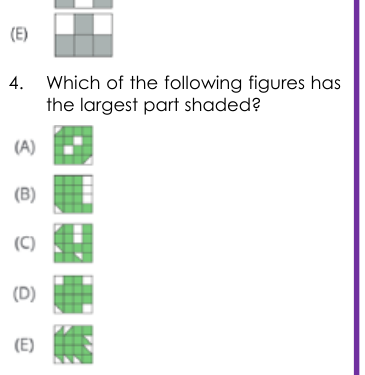 (E)
4. Which of the following figures has
the largest part shaded?
(A)
(B)
(C)
(D)
(E)